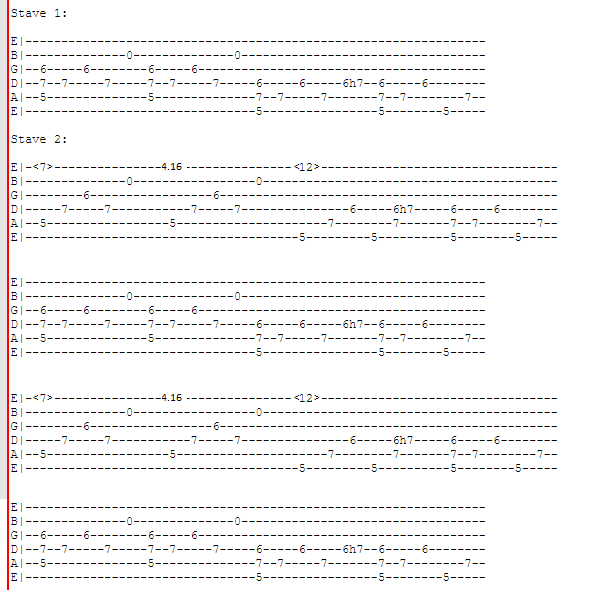 Stave 1:
E|----------------------------------------------------------------
B|--------------0--------------0----------------------------------
G|--6-----6--------6-----6----------------------------------------
D|--7--7-----7-----7--7-----7-----6-----6-----6h7--6-----6--------
A|--5--------------5--------------7--7-----7-------7--7--------7--
E|--------------------------------5----------------5--------5-----
Stave 2:
E|-<7>---------------4.16 ---------------<12>---------------------------------
B|--------------0-----------------0-----------------------------------------
G|--------6-----------------6-----------------------------------------------
D|-----7-----7-----------7-----7---------------6-----6h7-----6-----6--------
A|--5-----------------5---------------------7--------7-------7--7--------7--
E|--------------------------------------5---------5----------5--------5-----
E|----------------------------------------------------------------
B|--------------0--------------0----------------------------------
G|--6-----6--------6-----6----------------------------------------
D|--7--7-----7-----7--7-----7-----6-----6-----6h7--6-----6--------
A|--5--------------5--------------7--7-----7-------7--7--------7--
E|--------------------------------5----------------5--------5-----
E|-<7>---------------4.16 ---------------<12>---------------------------------
B|--------------0-----------------0-----------------------------------------
G|--------6-----------------6-----------------------------------------------
D|-----7-----7-----------7-----7---------------6-----6h7-----6-----6--------
A|--5-----------------5---------------------7--------7-------7--7--------7--
E|--------------------------------------5---------5----------5--------5-----
E|----------------------------------------------------------------
B|--------------0--------------0----------------------------------
G|--6-----6--------6-----6----------------------------------------
D|--7--7-----7-----7--7-----7-----6-----6-----6h7--6-----6--------
A|--5--------------5--------------7--7-----7-------7--7--------7--
E|--------------------------------5----------------5--------5-----